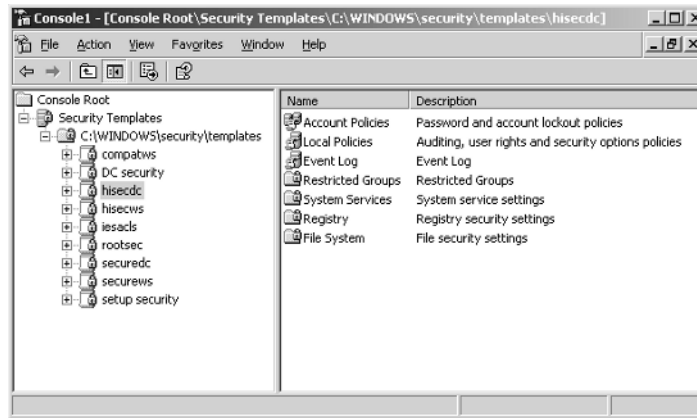 Console1 - [Console Root\Security Templates\C:\WINDOWS\security\templates\hisecdc]
File Action View Favorites Window Help
Console Root
Security Templates
C:\WINDOWS\security\templates
compatws
DC security
hisecdc
hisecws
iesacls
rootsec
securedc
securews
setup security
Name Description
Account Policies Password and account lockout policies
Local Policies Auditing, user rights and security options policies
Event Log Event Log
Restricted Groups Restricted Groups
System Services System service settings
Registry Registry security settings
File System File security settings